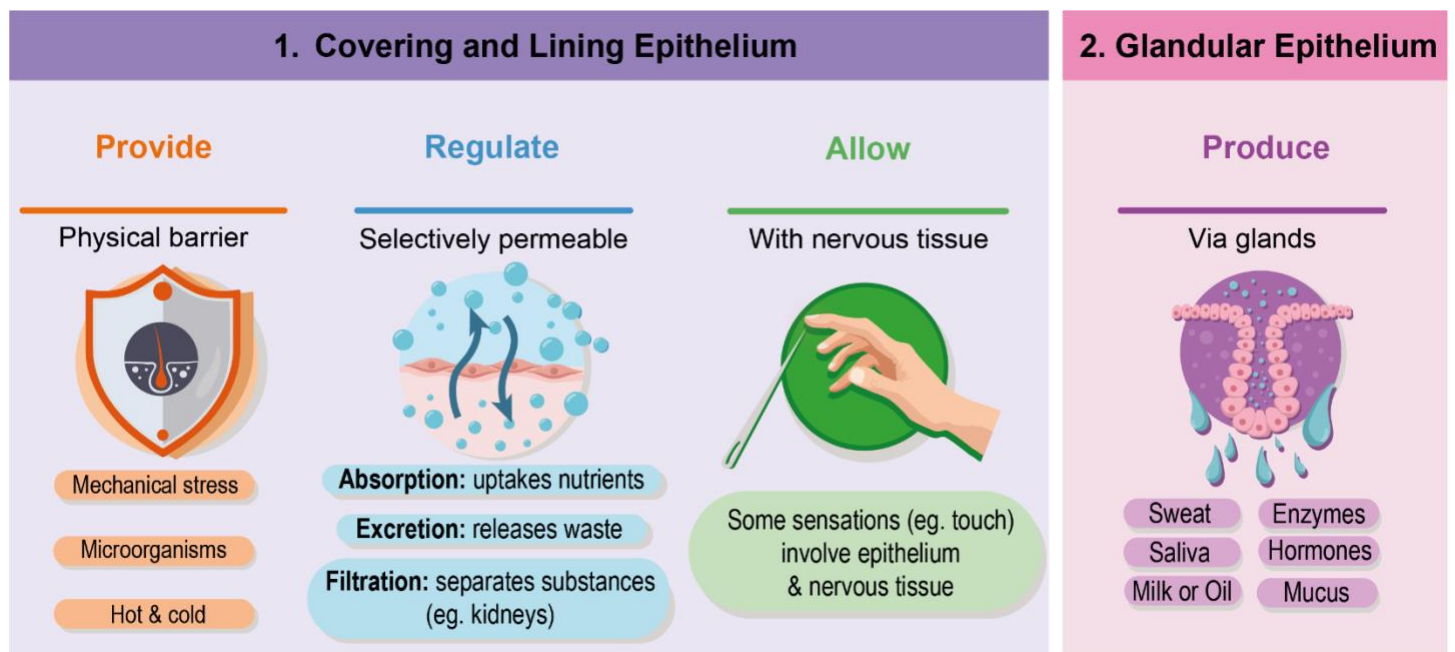 1. Covering and Lining Epithelium
2. Glandular Epithelium
Provide
Physical barrier
Mechanical stress
Microorganisms
Hot & cold
Regulate
Selectively permeable
Absorption: uptakes nutrients
Excretion: releases waste
Filtration: separates substances
(eg. kidneys)
Allow
With nervous tissue
Some sensations (eg. touch)
involve epithelium
& nervous tissue
Produce
Via glands
Sweat
Enzymes
Saliva
Hormones
Milk or Oil
Mucus